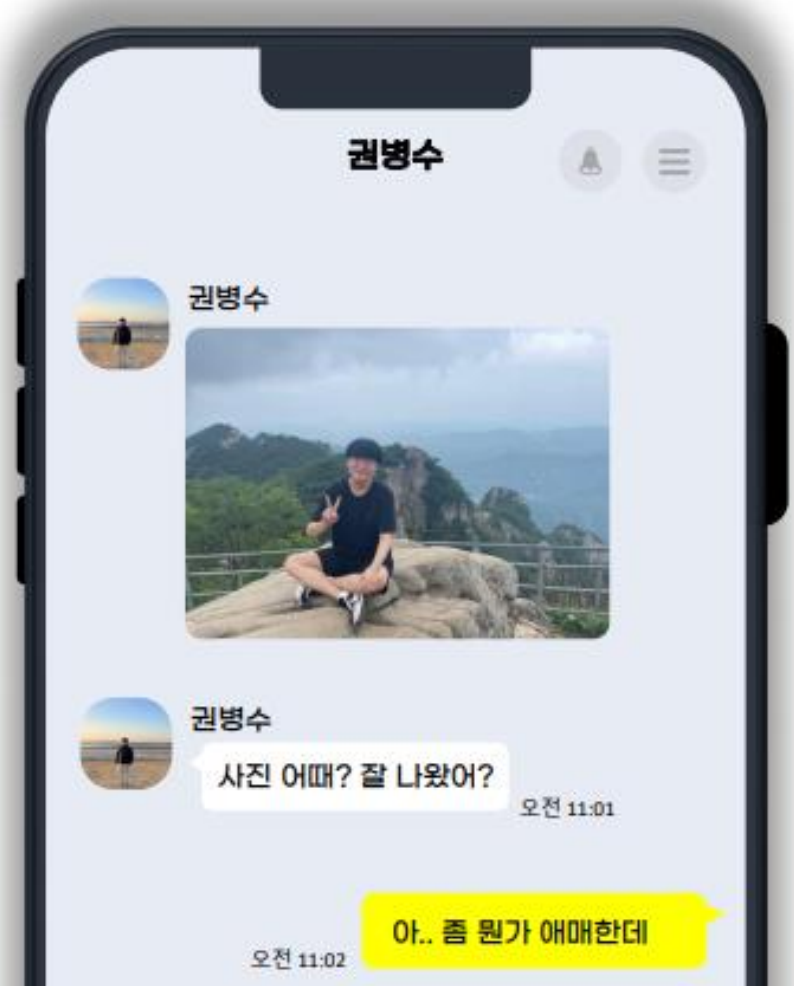 권병수
권병수
권병수
사진 어때? 잘 나왔어?
오전 11:01
아.. 좀 뭔가 애매한데
오전 11:02